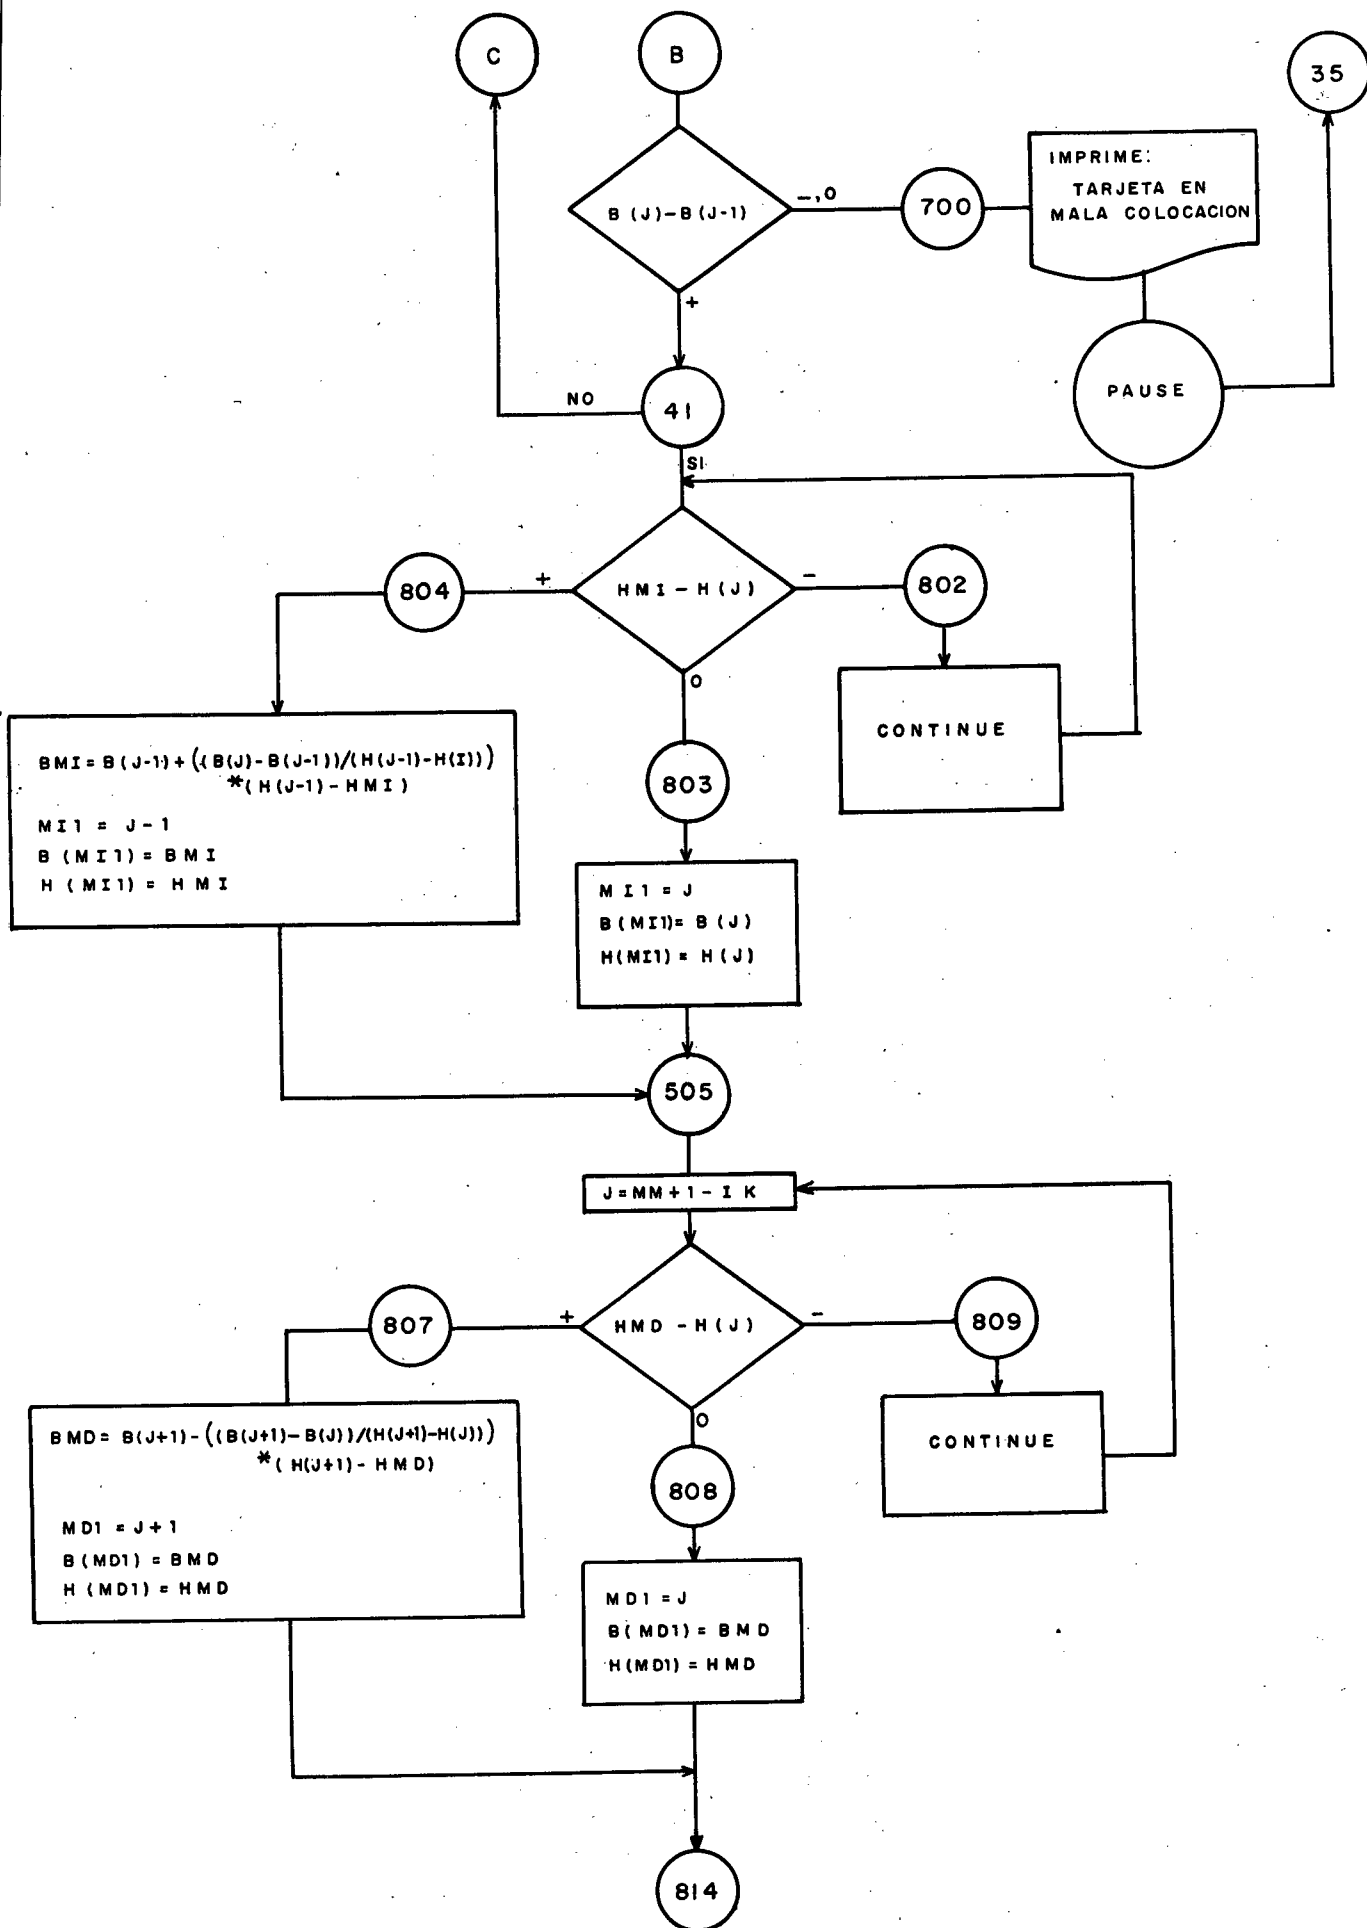 C
B
35
B(J)-B(J-1)
-,0
700
IMPRIME:
TARJETA EN
MALA COLOCACION
+
PAUSE
NO
41
SI
804
+
HMI-H(J)
-
802
0
CONTINUE
BMI=B(J-1)+((B(J)-B(J-1))/(H(J-1)-H(I))
*(H(J-1)-HMI)
MI1 = J-1
B(MI1)=BMI
H(MI1)=HMI
803
MI1 = J
B(MI1)=B(J)
H(MI1)=H(J)
505
J=MM+1-IK
807
+
HMD-H(J)
-
809
0
CONTINUE
BMD=B(J+1)-((B(J+1)-B(J))/(H(J+1)-H(J))
*(H(J+1)-HMD)
MD1 = J+1
B(MD1)=BMD
H(MD1)=HMD
808
MD1 = J
B(MD1)=BMD
H(MD1)=HMD
814